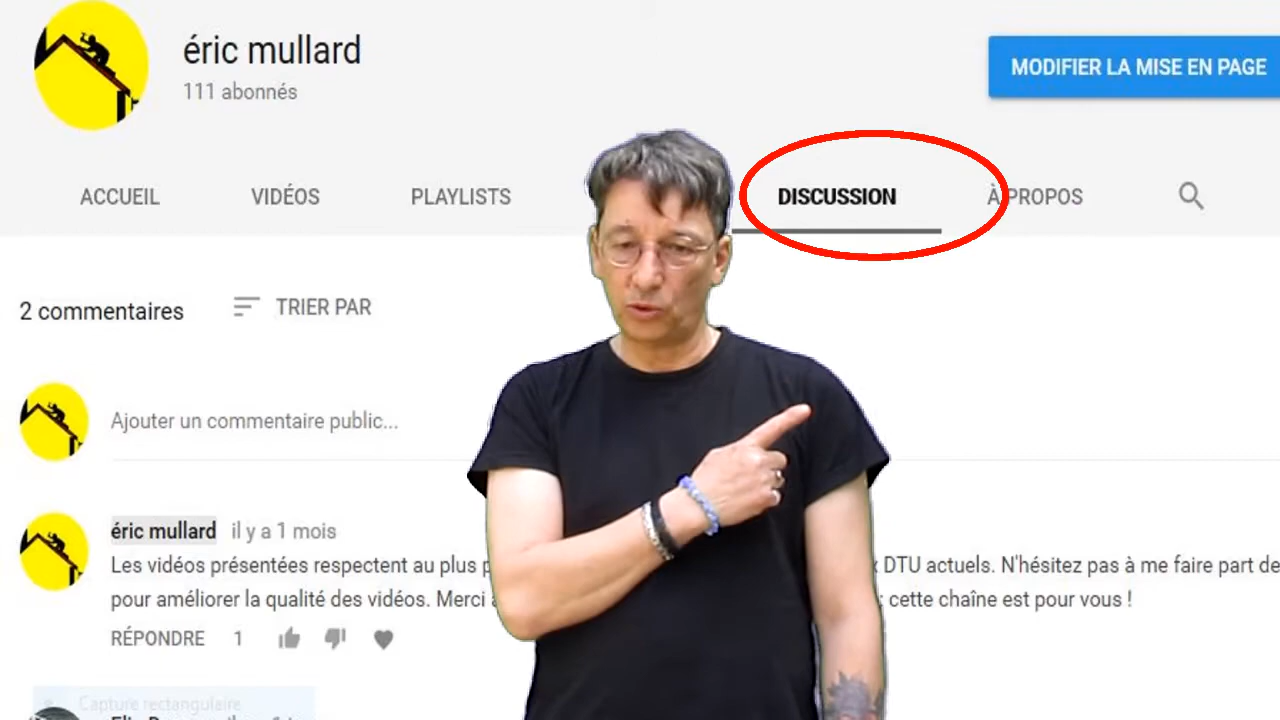 éric mullard
111 abonnés
MODIFIER LA MISE EN PAGE
ACCUEIL VIDÉOS PLAYLISTS DISCUSSION À PROPOS
2 commentaires TRIER PAR
Ajouter un commentaire public...
éric mullard il y a 1 mois
Les vidéos présentées respectent au plus DTU actuels. N'hésitez pas à me faire part de
pour améliorer la qualité des vidéos. Merci cette chaîne est pour vous !
RÉPONDRE 1
Capture rectangulaire